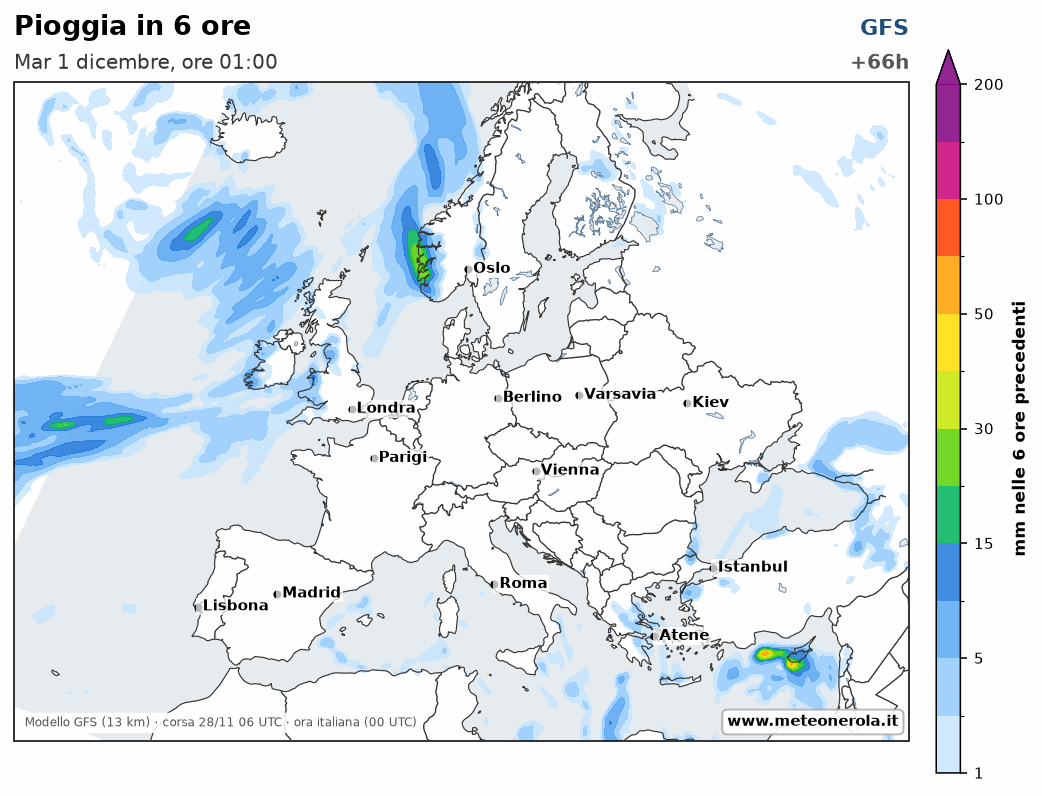 Pioggia in 6 ore
GFS
Mar 1 dicembre, ore 01:00
+66h
200
100
50
30
15
5
1
mm nelle 6 ore precedenti
Oslo
Berlino
Varsavia
Kiev
Londra
Parigi
Vienna
Istanbul
Roma
Madrid
Lisbona
Atene
Modello GFS (13 km) · corsa 28/11 06 UTC · ora italiana (00 UTC)
www.meteonerola.it